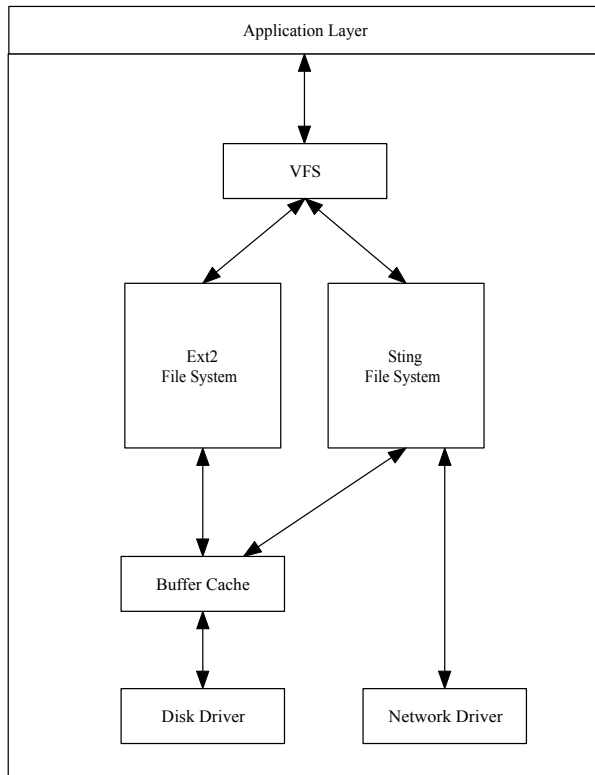 Application Layer
VFS
Ext2
File System
Sting
File System
Buffer Cache
Disk Driver
Network Driver